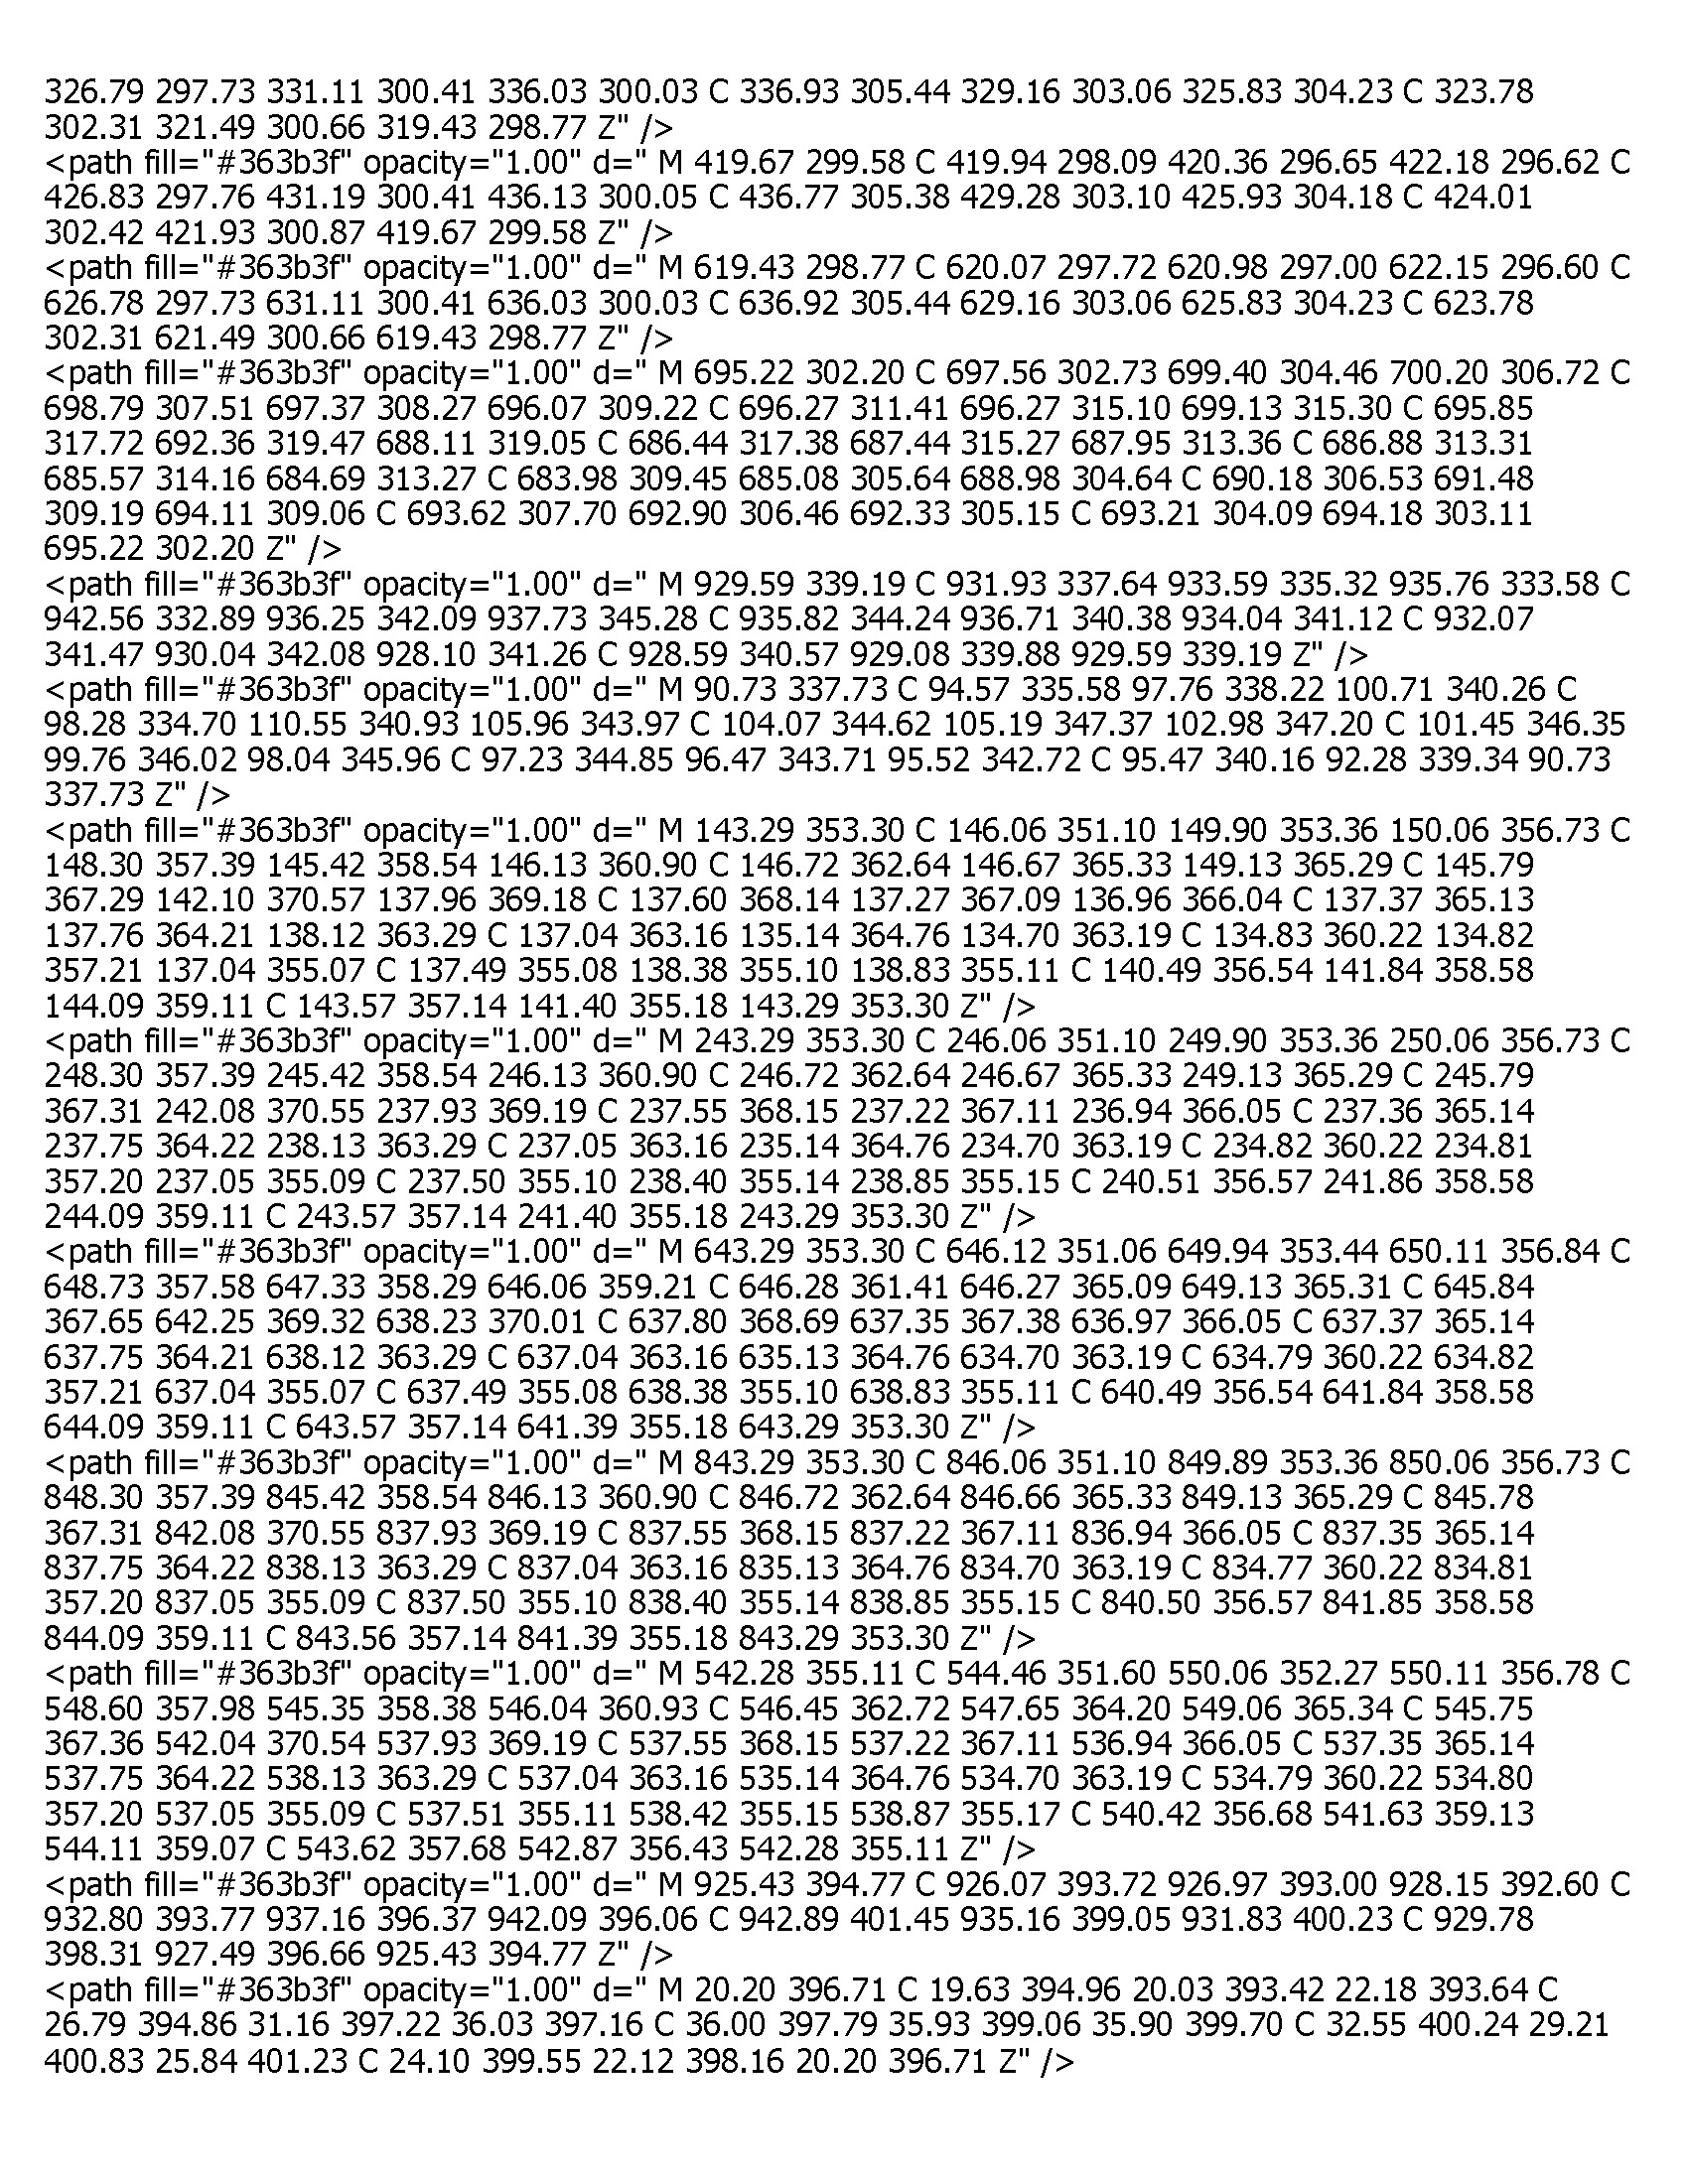 326.79 297.73 331.11 300.41 336.03 300.03 C 336.93 305.44 329.16 303.06 325.83 304.23 C 323.78
302.31 321.49 300.66 319.43 298.77 Z" />
<path fill="#363b3f" opacity="1.00" d=" M 419.67 299.58 C 419.94 298.09 420.36 296.65 422.18 296.62 C
426.83 297.76 431.19 300.41 436.13 300.05 C 436.77 305.38 429.28 303.10 425.93 304.18 C 424.01
302.42 421.93 300.87 419.67 299.58 Z" />
<path fill="#363b3f" opacity="1.00" d=" M 619.43 298.77 C 620.07 297.72 620.98 297.00 622.15 296.60 C
626.78 297.73 631.11 300.41 636.03 300.03 C 636.92 305.44 629.16 303.06 625.83 304.23 C 623.78
302.31 621.49 300.66 619.43 298.77 Z" />
<path fill="#363b3f" opacity="1.00" d=" M 695.22 302.20 C 697.56 302.73 699.40 304.46 700.20 306.72 C
698.79 307.51 697.37 308.27 696.07 309.22 C 696.27 311.41 696.27 315.10 699.13 315.30 C 695.85
317.72 692.36 319.47 688.11 319.05 C 686.44 317.38 687.44 315.27 687.95 313.36 C 686.88 313.31
685.57 314.16 684.69 313.27 C 683.98 309.45 685.08 305.64 688.98 304.64 C 690.18 306.53 691.48
309.19 694.11 309.06 C 693.62 307.70 692.90 306.46 692.33 305.15 C 693.21 304.09 694.18 303.11
695.22 302.20 Z" />
<path fill="#363b3f" opacity="1.00" d=" M 929.59 339.19 C 931.93 337.64 933.59 335.32 935.76 333.58 C
942.56 332.89 936.25 342.09 937.73 345.28 C 935.82 344.24 936.71 340.38 934.04 341.12 C 932.07
341.47 930.04 342.08 928.10 341.26 C 928.59 340.57 929.08 339.88 929.59 339.19 Z" />
<path fill="#363b3f" opacity="1.00" d=" M 90.73 337.73 C 94.57 335.58 97.76 338.22 100.71 340.26 C
98.28 334.70 110.55 340.93 105.96 343.97 C 104.07 344.62 105.19 347.37 102.98 347.20 C 101.45 346.35
99.76 346.02 98.04 345.96 C 97.23 344.85 96.47 343.71 95.52 342.72 C 95.47 340.16 92.28 339.34 90.73
337.73 Z" />
<path fill="#363b3f" opacity="1.00" d=" M 143.29 353.30 C 146.06 351.10 149.90 353.36 150.06 356.73 C
148.30 357.39 145.42 358.54 146.13 360.90 C 146.72 362.64 146.67 365.33 149.13 365.29 C 145.79
367.29 142.10 370.57 137.96 369.18 C 137.60 368.14 137.27 367.09 136.96 366.04 C 137.37 365.13
137.76 364.21 138.12 363.29 C 137.04 363.16 135.14 364.76 134.70 363.19 C 134.83 360.22 134.82
357.21 137.04 355.07 C 137.49 355.08 138.38 355.10 138.83 355.11 C 140.49 356.54 141.84 358.58
144.09 359.11 C 143.57 357.14 141.40 355.18 143.29 353.30 Z" />
<path fill="#363b3f" opacity="1.00" d=" M 243.29 353.30 C 246.06 351.10 249.90 353.36 250.06 356.73 C
248.30 357.39 245.42 358.54 246.13 360.90 C 246.72 362.64 246.67 365.33 249.13 365.29 C 245.79
367.31 242.08 370.55 237.93 369.19 C 237.55 368.15 237.22 367.11 236.94 366.05 C 237.36 365.14
237.75 364.22 238.13 363.29 C 237.05 363.16 235.14 364.76 234.70 363.19 C 234.82 360.22 234.81
357.20 237.05 355.09 C 237.50 355.10 238.40 355.14 238.85 355.15 C 240.51 356.57 241.86 358.58
244.09 359.11 C 243.57 357.14 241.40 355.18 243.29 353.30 Z" />
<path fill="#363b3f" opacity="1.00" d=" M 643.29 353.30 C 646.12 351.06 649.94 353.44 650.11 356.84 C
648.73 357.58 647.33 358.29 646.06 359.21 C 646.28 361.41 646.27 365.09 649.13 365.31 C 645.84
367.65 642.25 369.32 638.23 370.01 C 637.80 368.69 637.35 367.38 636.97 366.05 C 637.37 365.14
637.75 364.21 638.12 363.29 C 637.04 363.16 635.13 364.76 634.70 363.19 C 634.79 360.22 634.82
357.21 637.04 355.07 C 637.49 355.08 638.38 355.10 638.83 355.11 C 640.49 356.54 641.84 358.58
644.09 359.11 C 643.57 357.14 641.39 355.18 643.29 353.30 Z" />
<path fill="#363b3f" opacity="1.00" d=" M 843.29 353.30 C 846.06 351.10 849.89 353.36 850.06 356.73 C
848.30 357.39 845.42 358.54 846.13 360.90 C 846.72 362.64 846.66 365.33 849.13 365.29 C 845.78
367.31 842.08 370.55 837.93 369.19 C 837.55 368.15 837.22 367.11 836.94 366.05 C 837.35 365.14
837.75 364.22 838.13 363.29 C 837.04 363.16 835.13 364.76 834.70 363.19 C 834.77 360.22 834.81
357.20 837.05 355.09 C 837.50 355.10 838.40 355.14 838.85 355.15 C 840.50 356.57 841.85 358.58
844.09 359.11 C 843.56 357.14 841.39 355.18 843.29 353.30 Z" />
<path fill="#363b3f" opacity="1.00" d=" M 542.28 355.11 C 544.46 351.60 550.06 352.27 550.11 356.78 C
548.60 357.98 545.35 358.38 546.04 360.93 C 546.45 362.72 547.65 364.20 549.06 365.34 C 545.75
367.36 542.04 370.54 537.93 369.19 C 537.55 368.15 537.22 367.11 536.94 366.05 C 537.35 365.14
537.75 364.22 538.13 363.29 C 537.04 363.16 535.14 364.76 534.70 363.19 C 534.79 360.22 534.80
357.20 537.05 355.09 C 537.51 355.11 538.42 355.15 538.87 355.17 C 540.42 356.68 541.63 359.13
544.11 359.07 C 543.62 357.68 542.87 356.43 542.28 355.11 Z" />
<path fill="#363b3f" opacity="1.00" d=" M 925.43 394.77 C 926.07 393.72 926.97 393.00 928.15 392.60 C
932.80 393.77 937.16 396.37 942.09 396.06 C 942.89 401.45 935.16 399.05 931.83 400.23 C 929.78
398.31 927.49 396.66 925.43 394.77 Z" />
<path fill="#363b3f" opacity="1.00" d=" M 20.20 396.71 C 19.63 394.96 20.03 393.42 22.18 393.64 C
26.79 394.86 31.16 397.22 36.03 397.16 C 36.00 397.79 35.93 399.06 35.90 399.70 C 32.55 400.24 29.21
400.83 25.84 401.23 C 24.10 399.55 22.12 398.16 20.20 396.71 Z" />